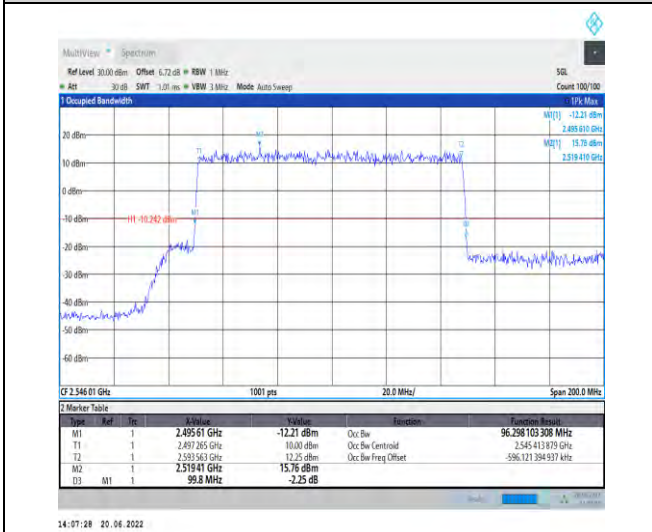 MultiView Spectrum
Ref Level 30.00 dBm Offset 6.72 dB RBW 1 MHz SGL
Att 30 dB SWT 1.01 ms VBW 3 MHz Mode Auto Sweep Count 100/100
1 Occupied Bandwidth 1Pk Max
M1[1] -12.21 dBm
2.495 610 GHz
M2[1] 15.76 dBm
2.519 410 GHz
20 dBm
M2
T1
T2
10 dBm
0 dBm
M1
-10 dBm
H1 -10.242 dBm
-20 dBm
-30 dBm
-40 dBm
-50 dBm
-60 dBm
CF 2.546 01 GHz 1001 pts 20.0 MHz/ Span 200.0 MHz
2 Marker Table
Type Ref Trc X-Value Y-Value Function Function Result
M1 1 2.495 61 GHz -12.21 dBm Occ Bw 96.298 103 308 MHz
T1 1 2.497 265 GHz 10.00 dBm Occ Bw Centroid 2.545 413 879 GHz
T2 1 2.593 563 GHz 12.25 dBm Occ Bw Freq Offset -596.121 394 937 kHz
M2 1 2.519 41 GHz 15.76 dBm
D3 M1 1 99.8 MHz -2.25 dB
14:07:28 20.06.2022